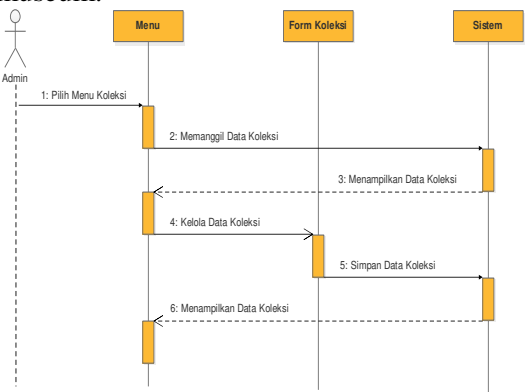 Menu
Form Koleksi
Sistem
Admin
1: Pilih Menu Koleksi
2: Memanggil Data Koleksi
3: Menampilkan Data Koleksi
4: Kelola Data Koleksi
5: Simpan Data Koleksi
6: Menampilkan Data Koleksi